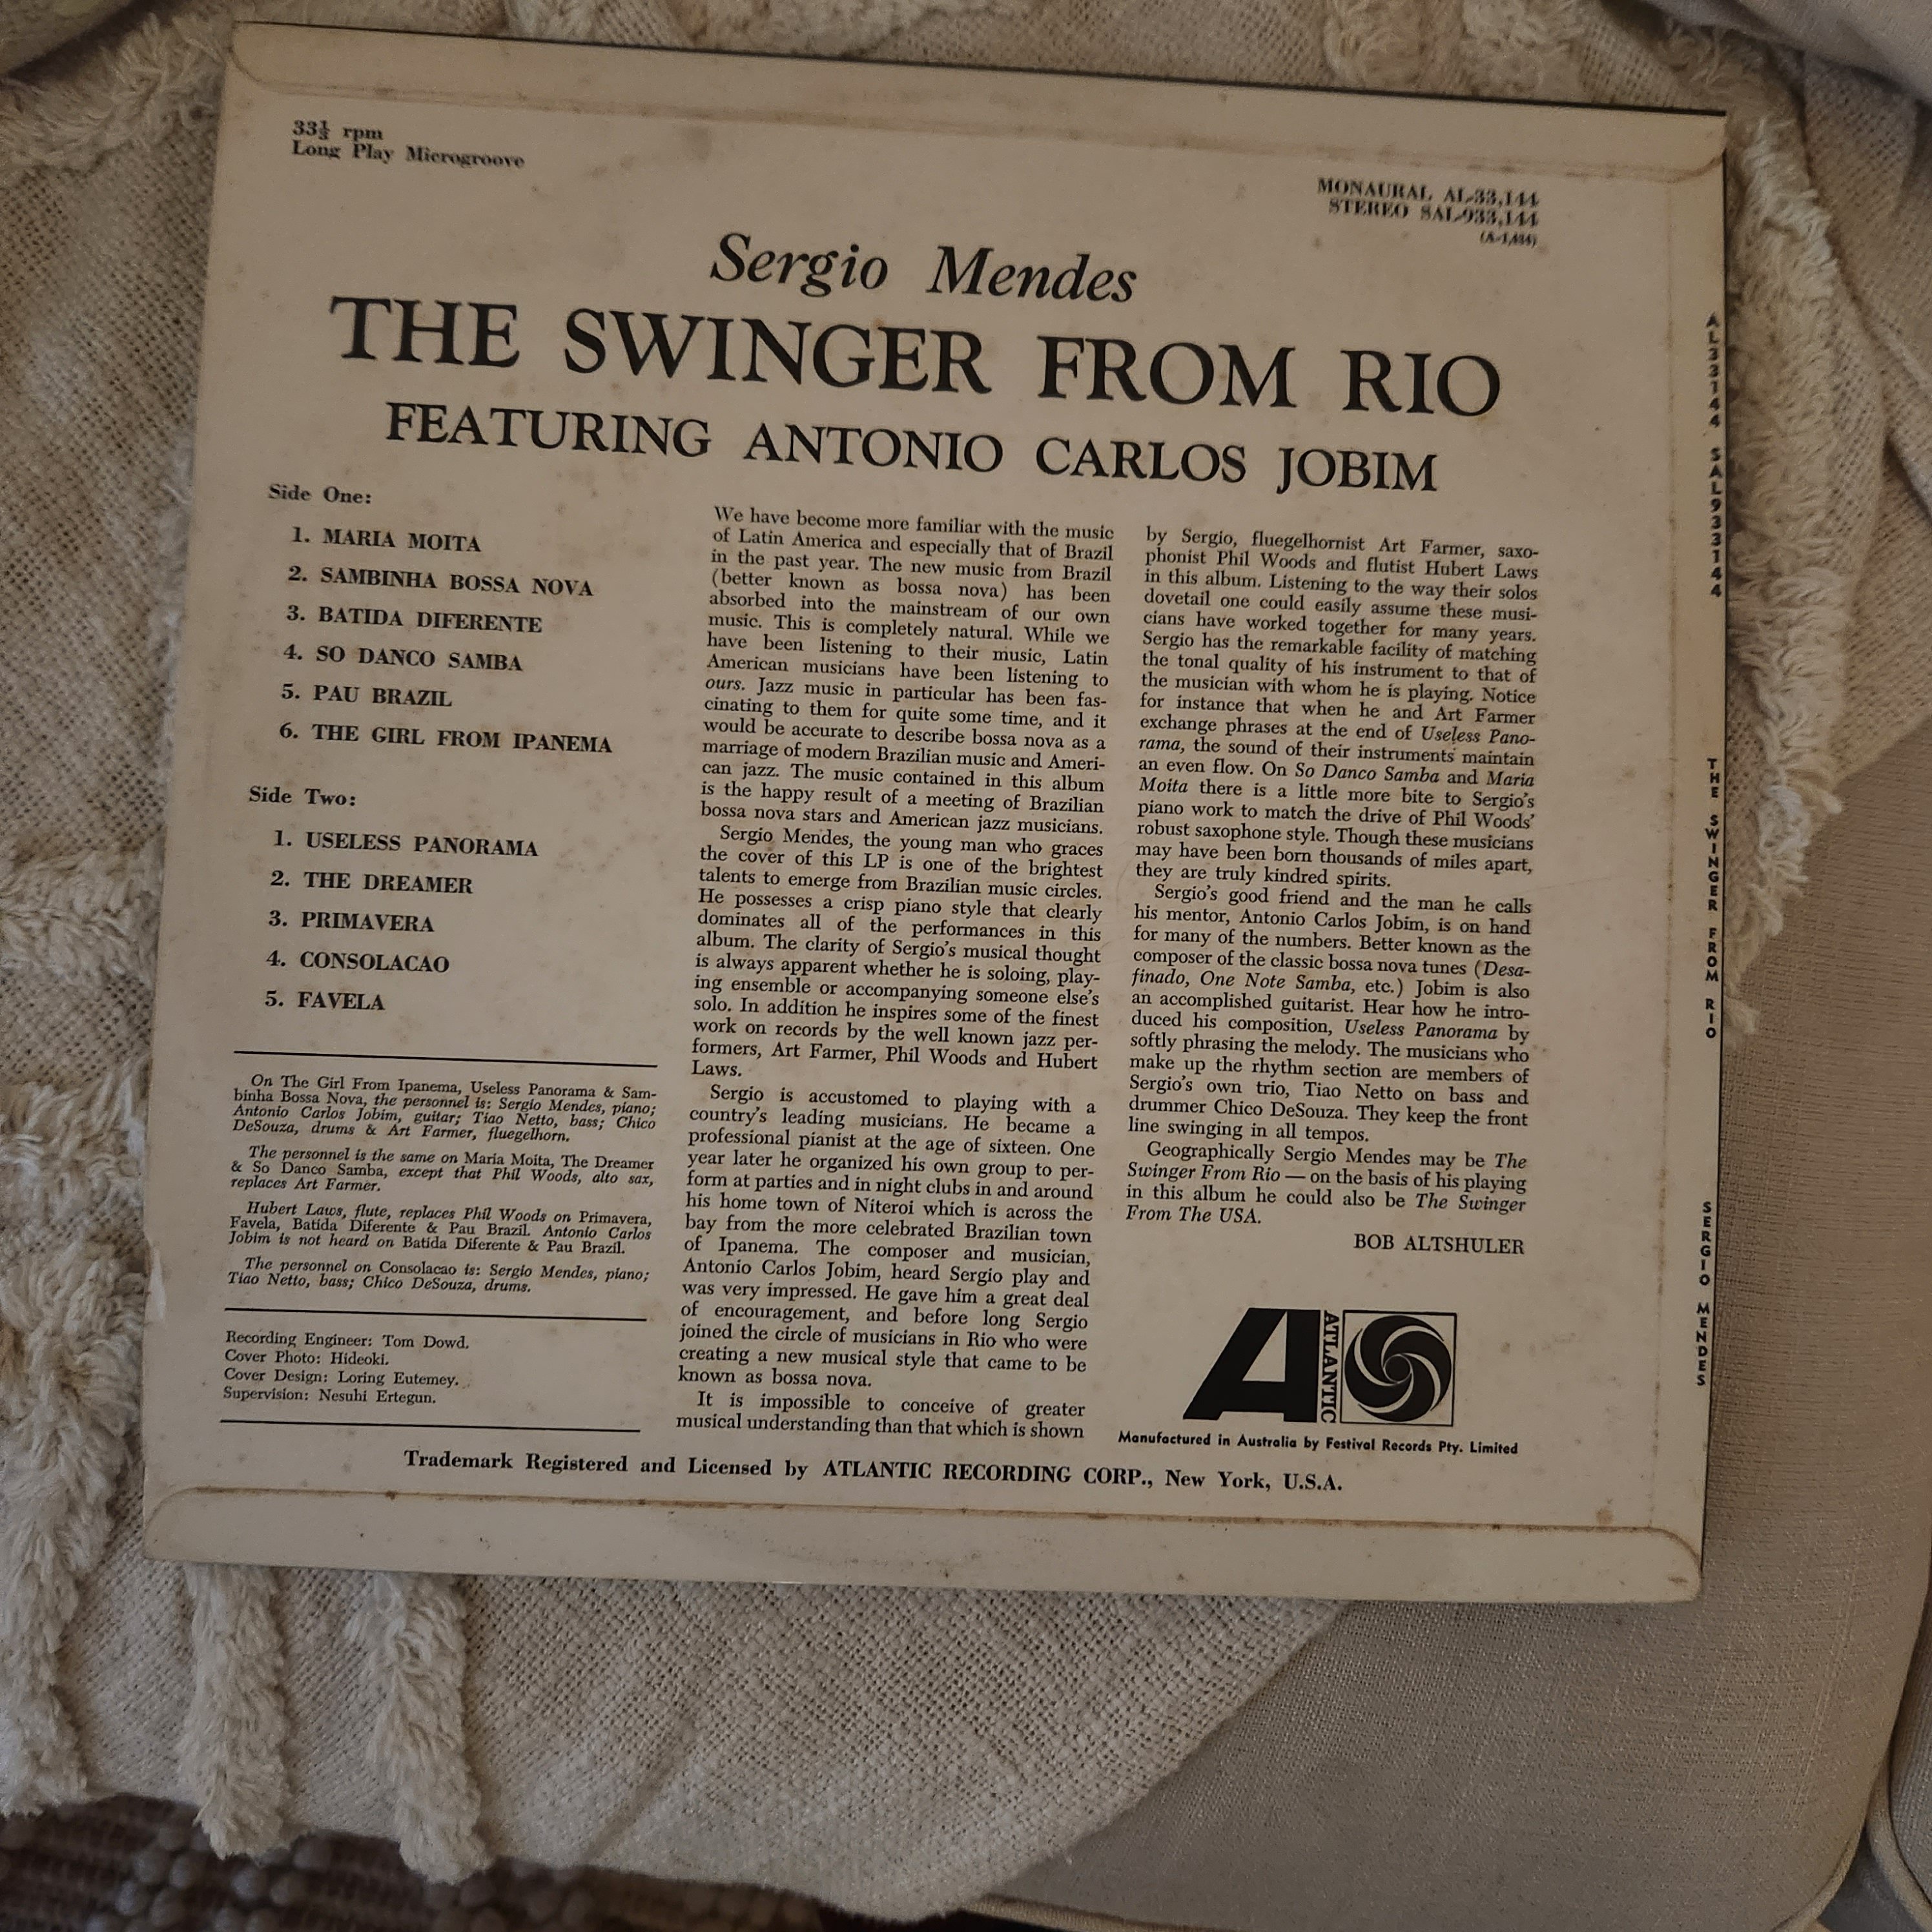 33⅓ rpm
Long Play Microgroove
MONAURAL AL-33,144
STEREO SAL-933,144
Sergio Mendes
THE SWINGER FROM RIO
FEATURING ANTONIO CARLOS JOBIM
Side One:
1. MARIA MOITA
2. SAMBINHA BOSSA NOVA
3. BATIDA DIFERENTE
4. SO DANCO SAMBA
5. PAU BRAZIL
6. THE GIRL FROM IPANEMA
Side Two:
1. USELESS PANORAMA
2. THE DREAMER
3. PRIMAVERA
4. CONSOLACAO
5. FAVELA
On The Girl From Ipanema, Useless Panorama & Sam-
binha Bossa Nova, the personnel is: Sergio Mendes, piano;
Antonio Carlos Jobim, guitar; Tiao Netto, bass; Chico
DeSouza, drums & Art Farmer, fluegelhorn.
The personnel is the same on Maria Moita, The Dreamer
& So Danco Samba, except that Phil Woods, alto sax,
replaces Art Farmer.
Hubert Laws, flute, replaces Phil Woods on Primavera,
Favela, Batida Diferente & Pau Brazil. Antonio Carlos
Jobim is not heard on Batida Diferente & Pau Brazil.
The personnel on Consolacao is: Sergio Mendes, piano;
Tiao Netto, bass; Chico DeSouza, drums.
Recording Engineer: Tom Dowd.
Cover Photo: Hideoki.
Cover Design: Loring Eutemey.
Supervision: Nesuhi Ertegun.
We have become more familiar with the music
of Latin America and especially that of Brazil
in the past year. The new music from Brazil
(better known as bossa nova) has been
absorbed into the mainstream of our own
music. This is completely natural. While we
have been listening to their music, Latin
American musicians have been listening to
ours. Jazz music in particular has been fas-
cinating to them for quite some time, and it
would be accurate to describe bossa nova as a
marriage of modern Brazilian music and Ameri-
can jazz. The music contained in this album
is the happy result of a meeting of Brazilian
bossa nova stars and American jazz musicians.
Sergio Mendes, the young man who graces
the cover of this LP is one of the brightest
talents to emerge from Brazilian music circles.
He possesses a crisp piano style that clearly
dominates all of the performances in this
album. The clarity of Sergio's musical thought
is always apparent whether he is soloing, play-
ing ensemble or accompanying someone else's
solo. In addition he inspires some of the finest
work on records by the well known jazz per-
formers, Art Farmer, Phil Woods and Hubert
Laws.
Sergio is accustomed to playing with a
country's leading musicians. He became a
professional pianist at the age of sixteen. One
year later he organized his own group to per-
form at parties and in night clubs in and around
his home town of Niteroi which is across the
bay from the more celebrated Brazilian town
of Ipanema. The composer and musician,
Antonio Carlos Jobim, heard Sergio play and
was very impressed. He gave him a great deal
of encouragement, and before long Sergio
joined the circle of musicians in Rio who were
creating a new musical style that came to be
known as bossa nova.
It is impossible to conceive of greater
musical understanding than that which is shown
by Sergio, fluegelhornist Art Farmer, saxo-
phonist Phil Woods and flutist Hubert Laws
in this album. Listening to the way their solos
dovetail one could easily assume these musi-
cians have worked together for many years.
Sergio has the remarkable facility of matching
the tonal quality of his instrument to that of
the musician with whom he is playing. Notice
for instance that when he and Art Farmer
exchange phrases at the end of Useless Pano-
rama, the sound of their instruments maintain
an even flow. On So Danco Samba and Maria
Moita there is a little more bite to Sergio's
piano work to match the drive of Phil Woods'
robust saxophone style. Though these musicians
may have been born thousands of miles apart,
they are truly kindred spirits.
Sergio's good friend and the man he calls
his mentor, Antonio Carlos Jobim, is on hand
for many of the numbers. Better known as the
composer of the classic bossa nova tunes (Desa-
finado, One Note Samba, etc.) Jobim is also
an accomplished guitarist. Hear how he intro-
duced his composition, Useless Panorama by
softly phrasing the melody. The musicians who
make up the rhythm section are members of
Sergio's own trio, Tiao Netto on bass and
drummer Chico DeSouza. They keep the front
line swinging in all tempos.
Geographically Sergio Mendes may be The
Swinger From Rio — on the basis of his playing
in this album he could also be The Swinger
From The USA.
BOB ALTSHULER
ATLANTIC
Manufactured in Australia by Festival Records Pty. Limited
Trademark Registered and Licensed by ATLANTIC RECORDING CORP., New York, U.S.A.
AL33144 SAL933144 THE SWINGER FROM RIO SERGIO MENDES